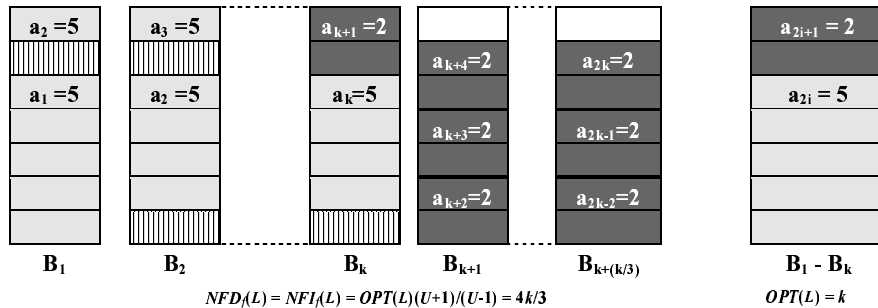 a2 = 5 a3 = 5 ak+1 = 2 a2i+1 = 2
ak+4=2 a2k=2
a1 = 5 a2 = 5 ak=5 a2i = 5
ak+3=2 a2k-1=2
ak+2=2 a2k-2=2
B1 B2 Bk Bk+1 Bk+(k/3) B1 - Bk
NFDf(L) = NFIf(L) = OPT(L)(U+1)/(U-1) = 4k/3 OPT(L) = k